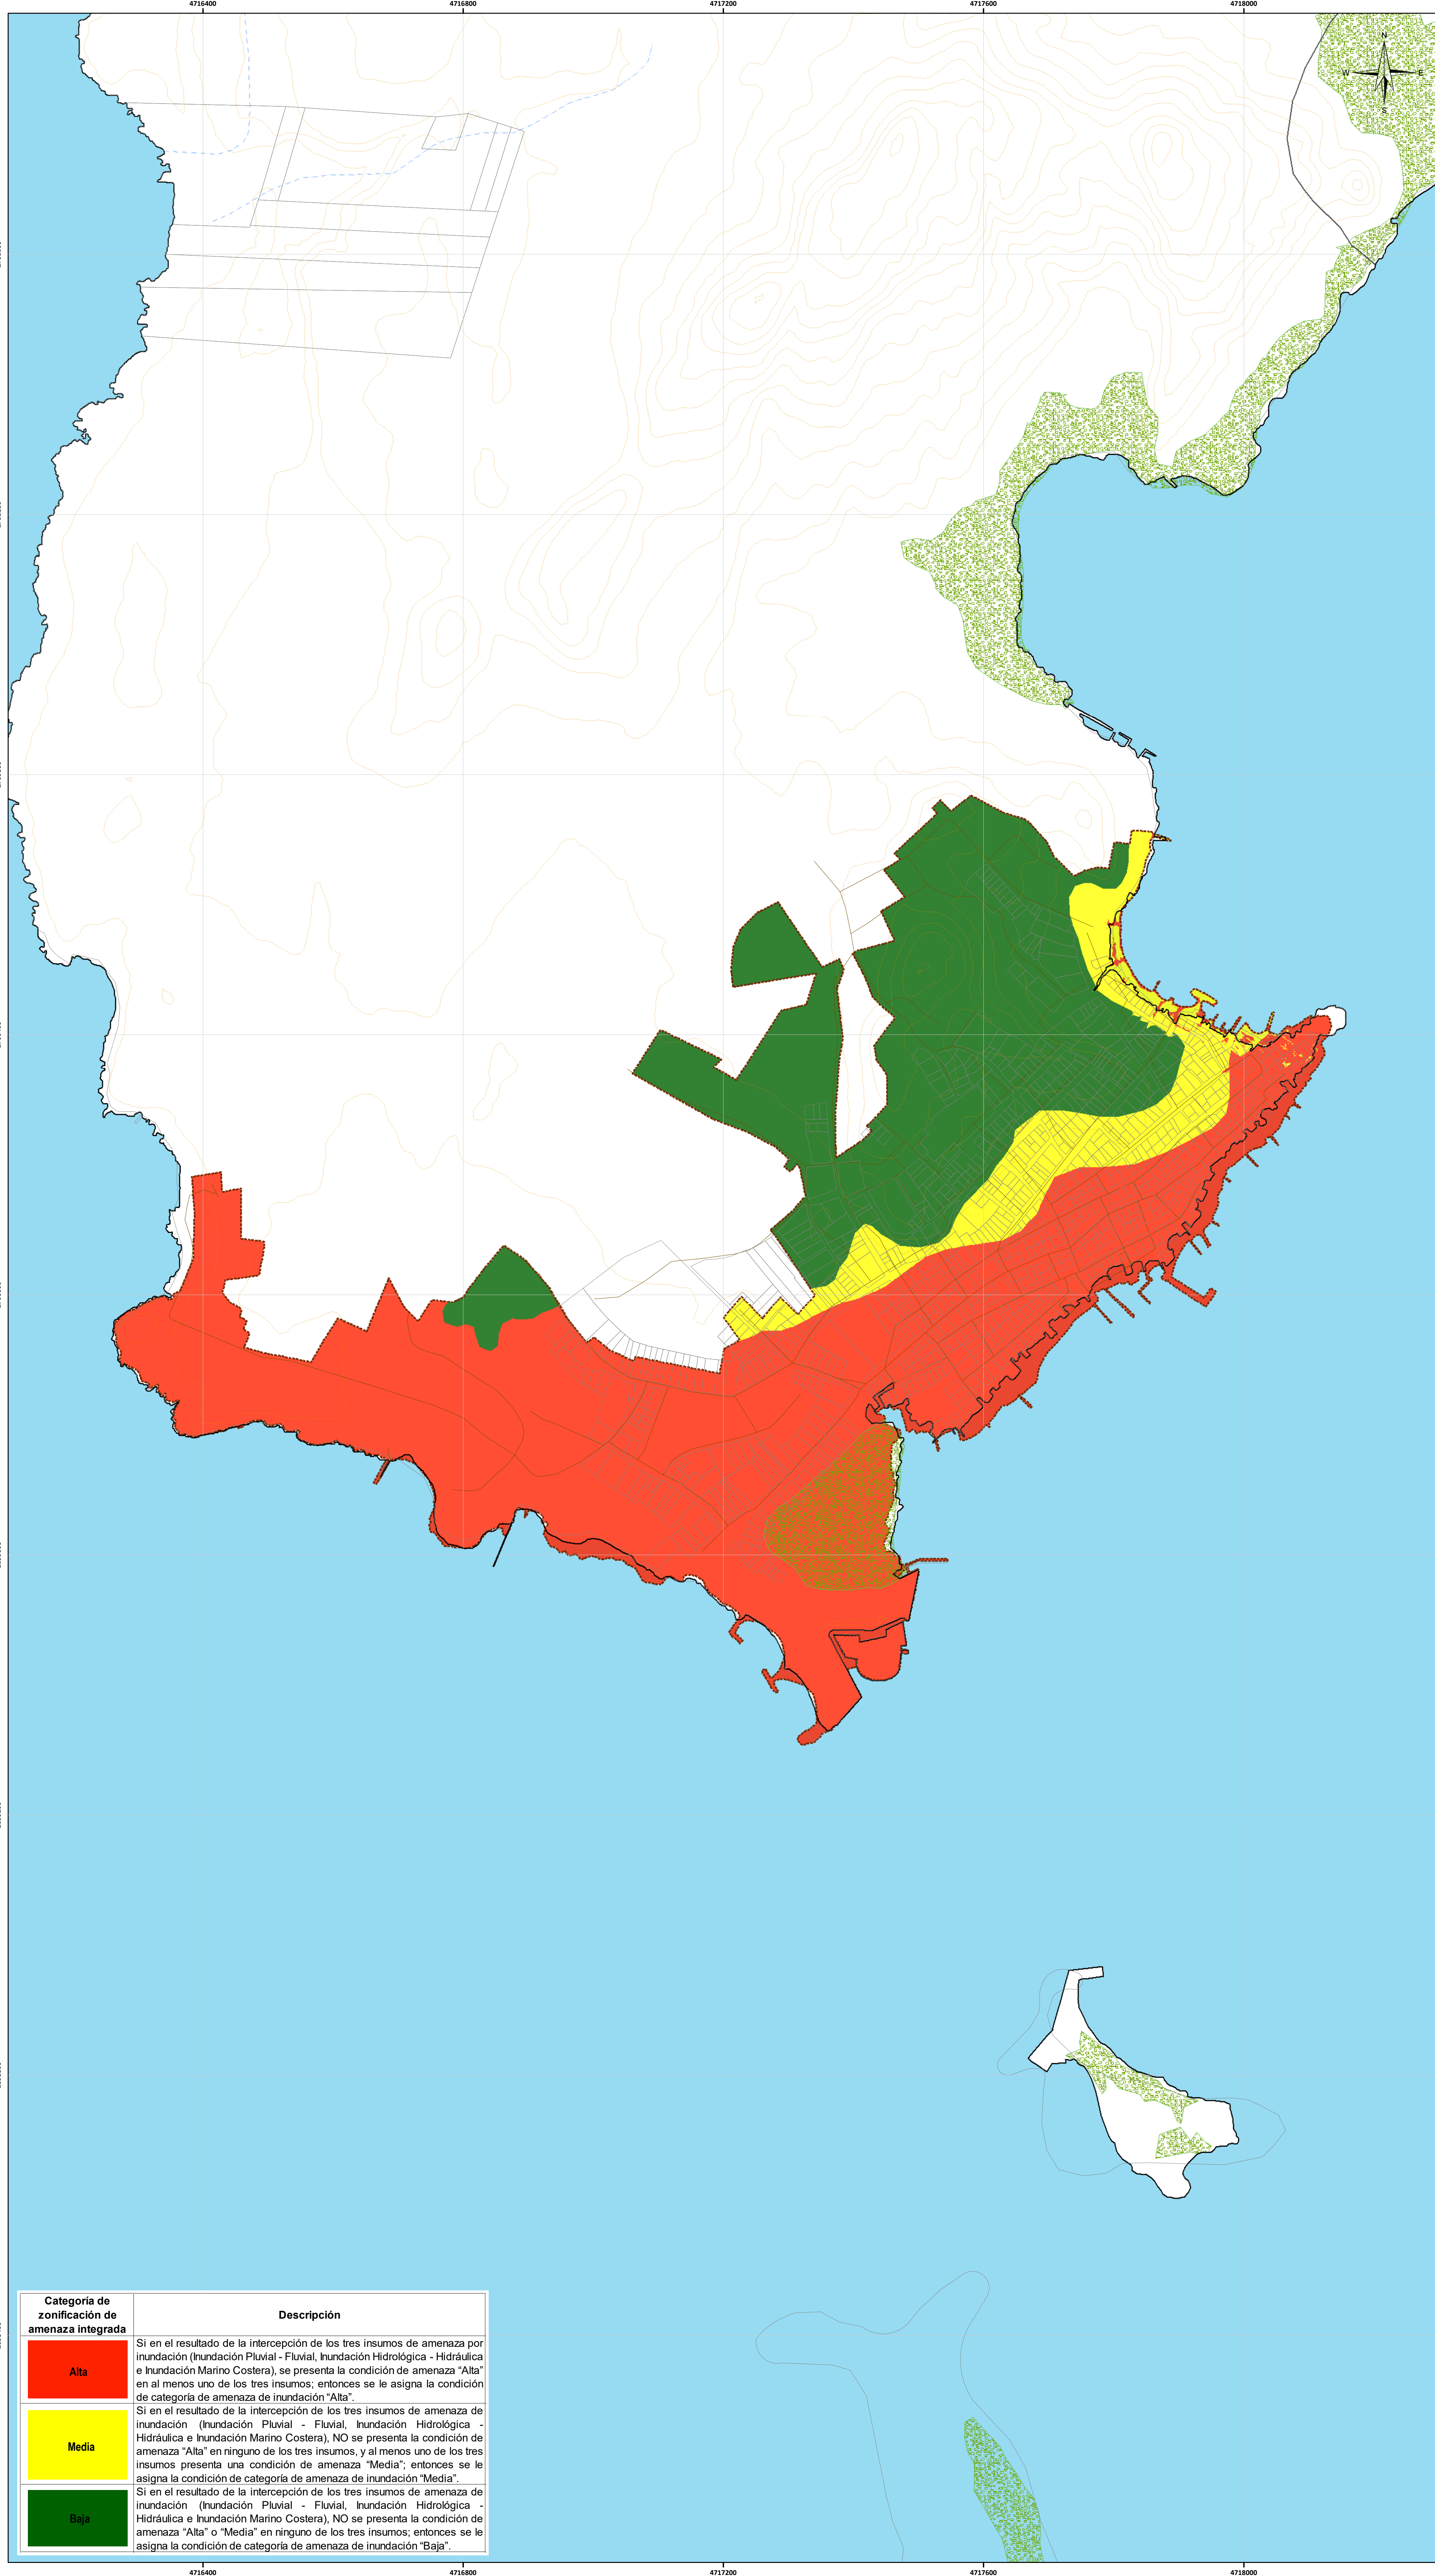 4716400 4716800 4717200 4717600 4718000
N
W E
S
Categoría de
zonificación de
amenaza integrada
Descripción
Alta
Si en el resultado de la intercepción de los tres insumos de amenaza por
inundación (Inundación Pluvial - Fluvial, Inundación Hidrológica - Hidráulica
e Inundación Marino Costera), se presenta la condición de amenaza “Alta”
en al menos uno de los tres insumos; entonces se le asigna la condición
de categoría de amenaza de inundación “Alta”.
Media
Si en el resultado de la intercepción de los tres insumos de amenaza de
inundación (Inundación Pluvial - Fluvial, Inundación Hidrológica -
Hidráulica e Inundación Marino Costera), NO se presenta la condición de
amenaza “Alta” en ninguno de los tres insumos, y al menos uno de los tres
insumos presenta una condición de amenaza “Media”; entonces se le
asigna la condición de categoría de amenaza de inundación “Media”.
Baja
Si en el resultado de la intercepción de los tres insumos de amenaza de
inundación (Inundación Pluvial - Fluvial, Inundación Hidrológica -
Hidráulica e Inundación Marino Costera), NO se presenta la condición de
amenaza “Alta” o “Media” en ninguno de los tres insumos; entonces se le
asigna la condición de categoría de amenaza de inundación “Baja”.
4716400 4716800 4717200 4717600 4718000